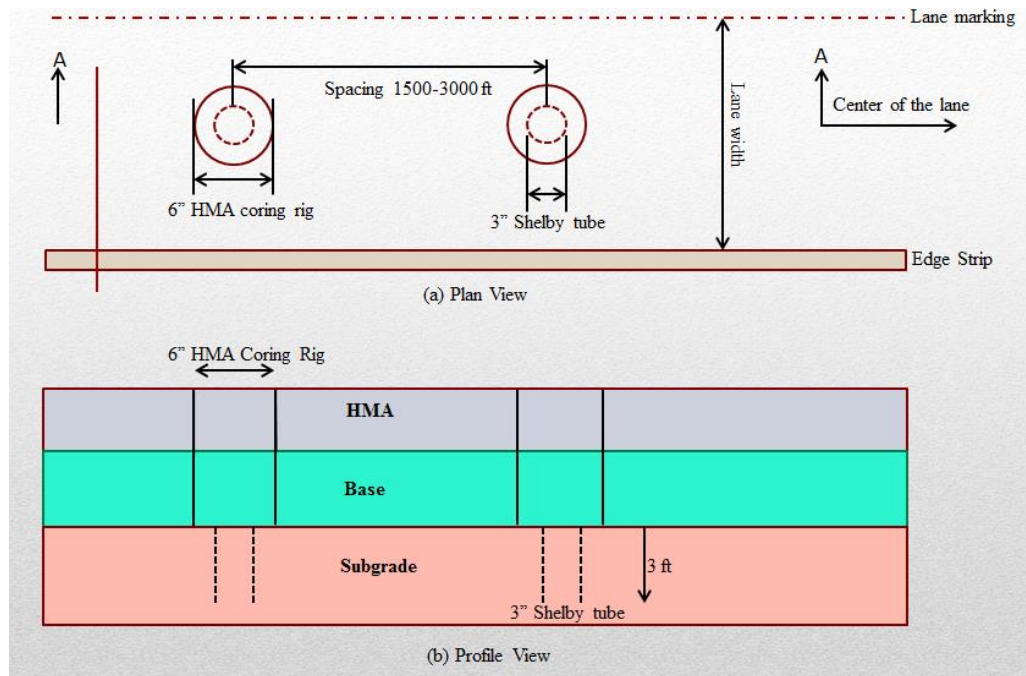 Lane marking
A
A
Spacing 1500-3000 ft
Center of the lane
Lane width
6” HMA coring rig
3” Shelby tube
Edge Strip
(a) Plan View
6” HMA Coring Rig
HMA
Base
Subgrade
3 ft
3” Shelby tube
(b) Profile View